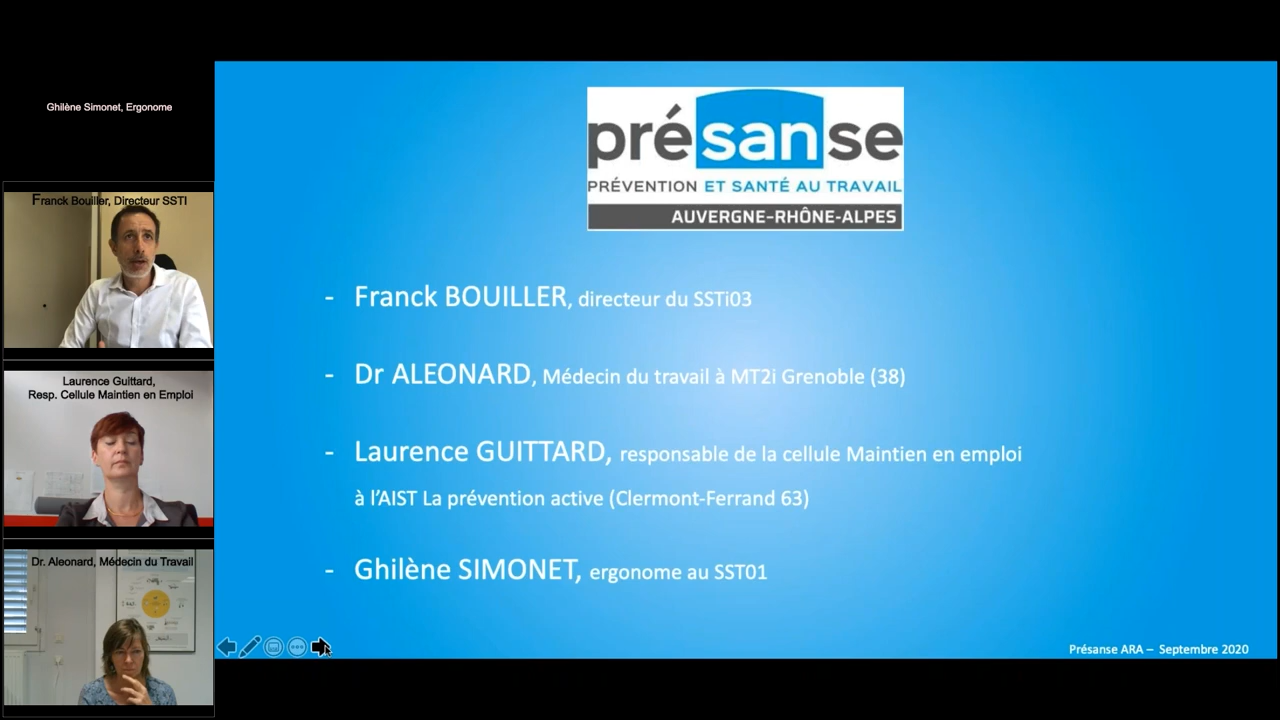 Ghilène Simonet, Ergonome
Franck Bouiller, Directeur SSTI
Laurence Guittard,
Resp. Cellule Maintien en Emploi
Dr. Aleonard, Médecin du Travail
présanse
PRÉVENTION ET SANTÉ AU TRAVAIL
AUVERGNE-RHÔNE-ALPES
- Franck BOUILLER, directeur du SSTi03
- Dr ALEONARD, Médecin du travail à MT2i Grenoble (38)
- Laurence GUITTARD, responsable de la cellule Maintien en emploi
à l'AIST La prévention active (Clermont-Ferrand 63)
- Ghilène SIMONET, ergonome au SST01
Présanse ARA – Septembre 2020